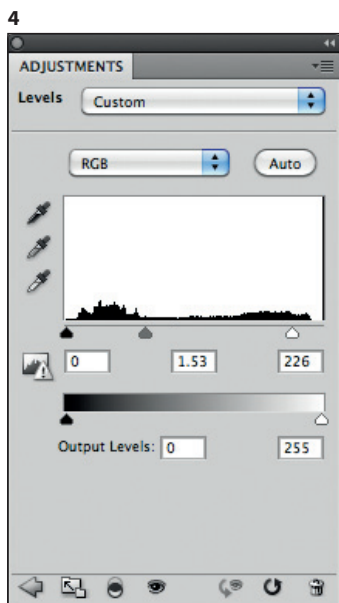 4
ADJUSTMENTS
Levels Custom
RGB Auto
0 1.53 226
Output Levels: 0 255